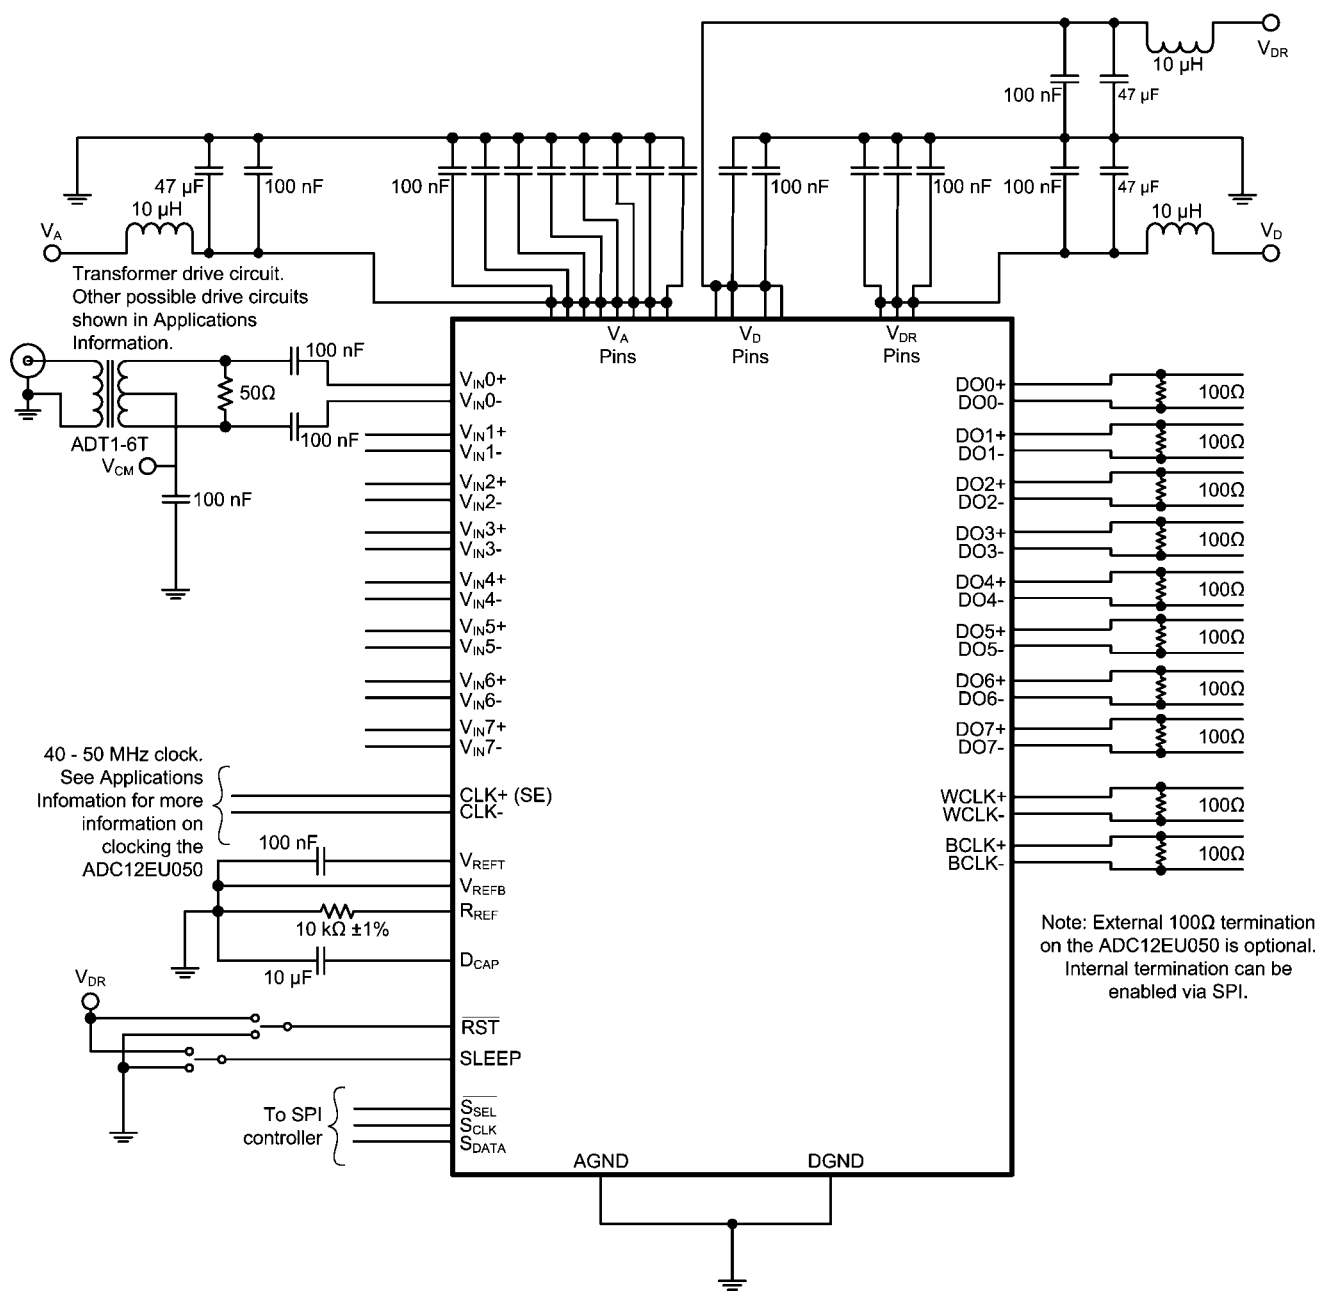 10 µH
V_DR
100 nF
47 µF
47 µF
100 nF
100 nF
100 nF
100 nF
100 nF
47 µF
10 µH
V_A
10 µH
V_D
Transformer drive circuit.
Other possible drive circuits
shown in Applications
Information.
V_A
Pins
V_D
Pins
V_DR
Pins
100 nF
50Ω
100 nF
ADT1-6T
V_CM
100 nF
V_IN0+
V_IN0-
V_IN1+
V_IN1-
V_IN2+
V_IN2-
V_IN3+
V_IN3-
V_IN4+
V_IN4-
V_IN5+
V_IN5-
V_IN6+
V_IN6-
V_IN7+
V_IN7-
DO0+
DO0-
100Ω
DO1+
DO1-
100Ω
DO2+
DO2-
100Ω
DO3+
DO3-
100Ω
DO4+
DO4-
100Ω
DO5+
DO5-
100Ω
DO6+
DO6-
100Ω
DO7+
DO7-
100Ω
WCLK+
WCLK-
100Ω
BCLK+
BCLK-
100Ω
40 - 50 MHz clock.
See Applications
Infomation for more
information on
clocking the
ADC12EU050
CLK+ (SE)
CLK-
100 nF
V_REFT
V_REFB
R_REF
10 kΩ ±1%
10 µF
D_CAP
V_DR
RST
SLEEP
To SPI
controller
S_SEL
S_CLK
S_DATA
Note: External 100Ω termination
on the ADC12EU050 is optional.
Internal termination can be
enabled via SPI.
AGND
DGND